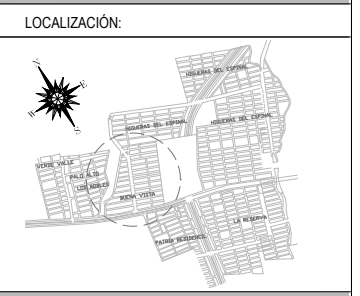 LOCALIZACIÓN:
N
E
S
HIGUERAS DEL ESPINAL
HIGUERAS DEL ESPINAL
HIGUERAS DEL ESPINAL
VERDE VALLE
PALO ALTO
LOS NOBLES
BUENA VISTA
LA RESERVA
PATRIA RESIDENCIL